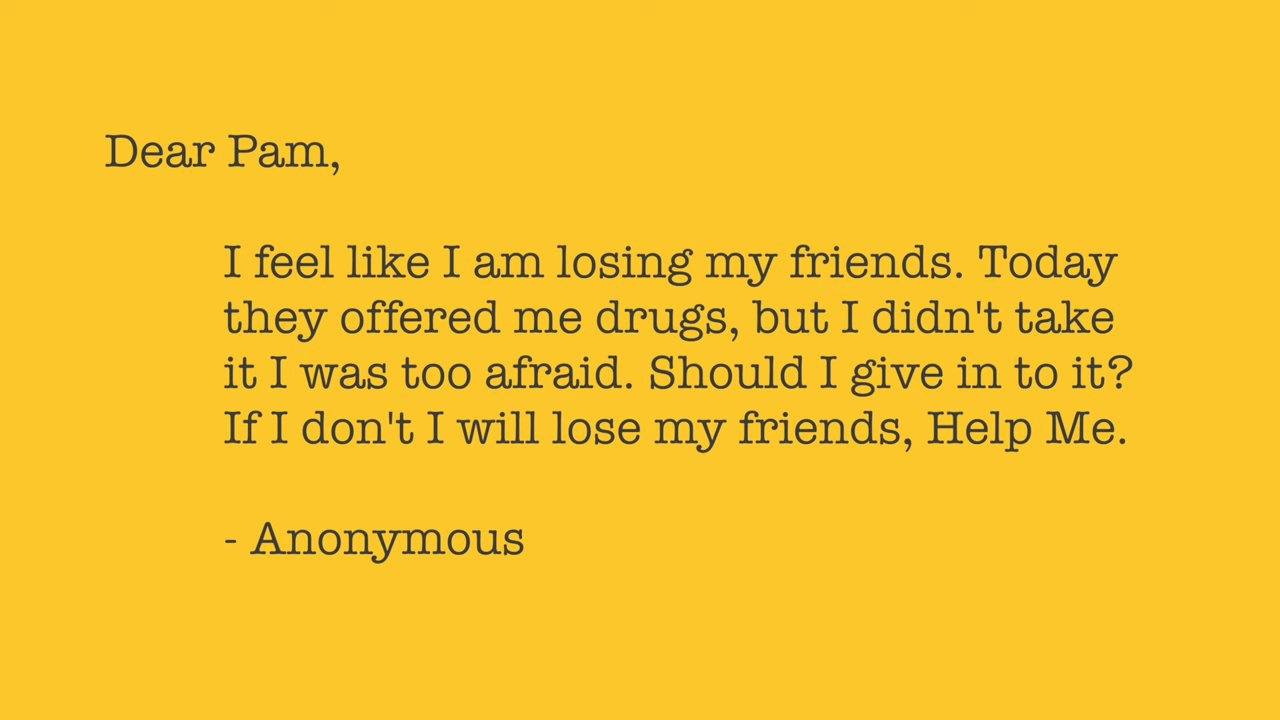 Dear Pam,
I feel like I am losing my friends. Today
they offered me drugs, but I didn't take
it I was too afraid. Should I give in to it?
If I don't I will lose my friends, Help Me.
- Anonymous